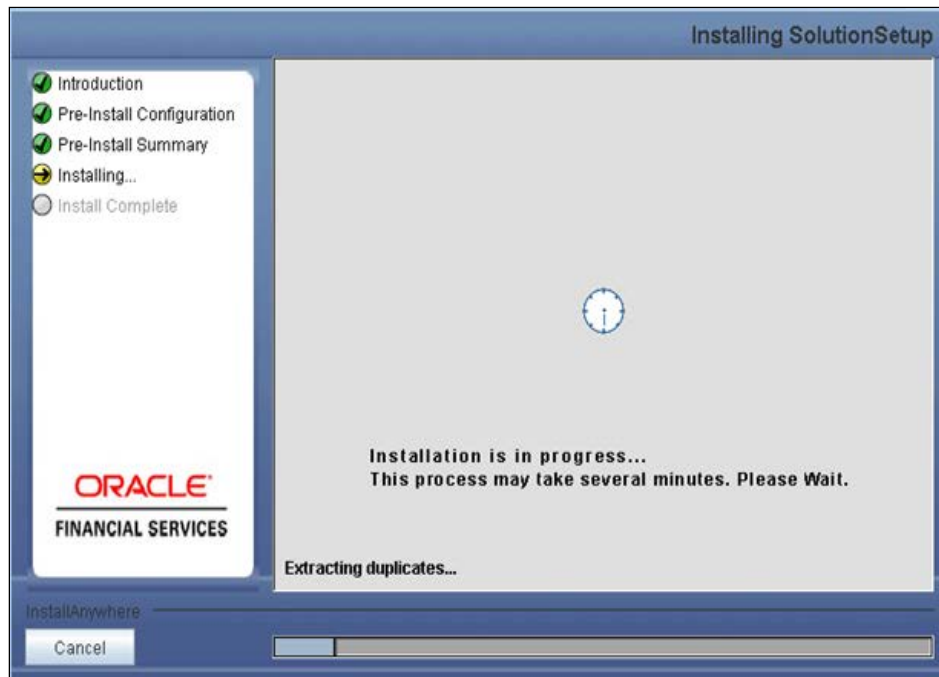 Installing SolutionSetup
Introduction
Pre-Install Configuration
Pre-Install Summary
Installing...
Install Complete
ORACLE
FINANCIAL SERVICES
Installation is in progress...
This process may take several minutes. Please Wait.
Extracting duplicates...
InstallAnywhere
Cancel